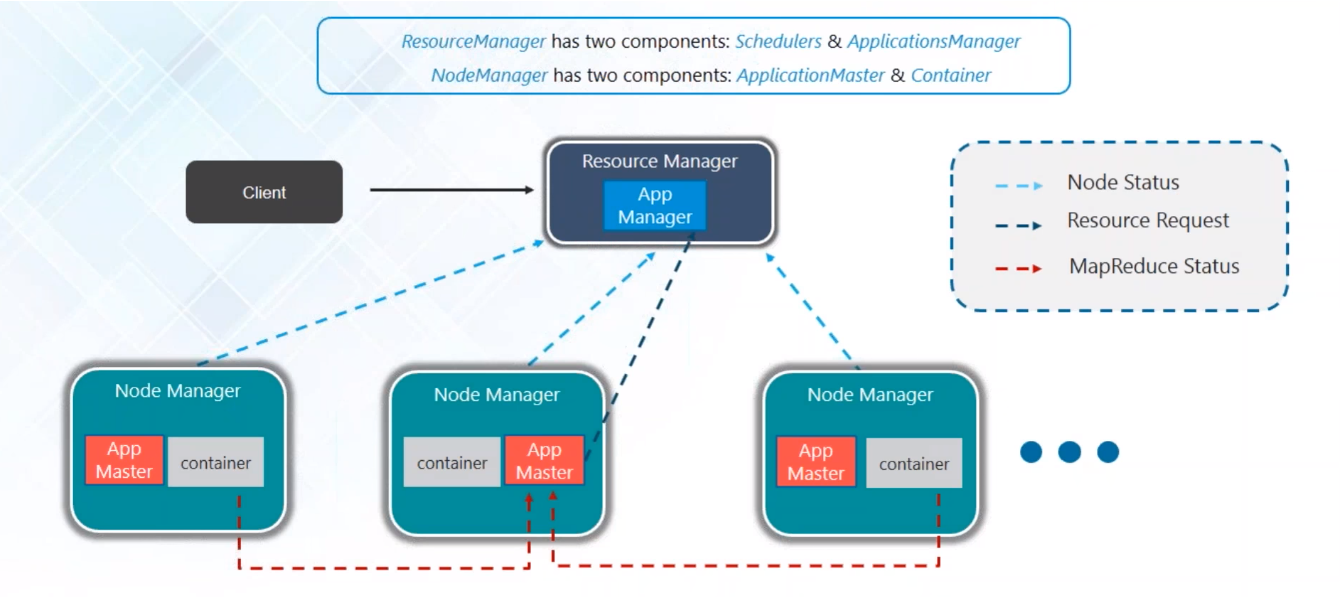 ResourceManager has two components: Schedulers & ApplicationsManager
NodeManager has two components: ApplicationMaster & Container
Client
Resource Manager
App
Manager
Node Status
Resource Request
MapReduce Status
Node Manager
App
Master
container
Node Manager
container
App
Master
Node Manager
App
Master
container